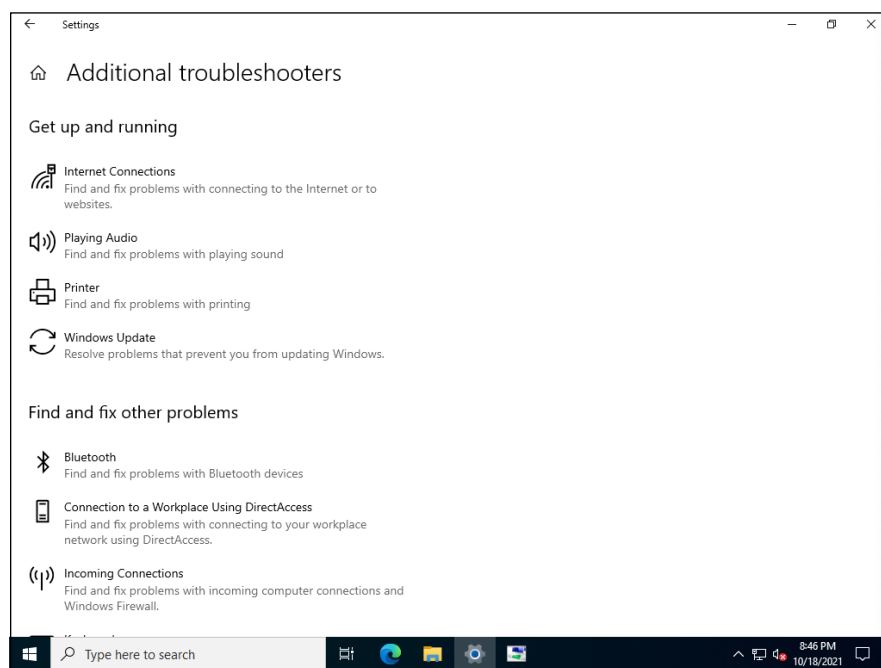 Settings
Additional troubleshooters
Get up and running
Internet Connections
Find and fix problems with connecting to the Internet or to
websites.
Playing Audio
Find and fix problems with playing sound
Printer
Find and fix problems with printing
Windows Update
Resolve problems that prevent you from updating Windows.
Find and fix other problems
Bluetooth
Find and fix problems with Bluetooth devices
Connection to a Workplace Using DirectAccess
Find and fix problems with connecting to your workplace
network using DirectAccess.
Incoming Connections
Find and fix problems with incoming computer connections and
Windows Firewall.
Type here to search
8:46 PM
10/18/2021